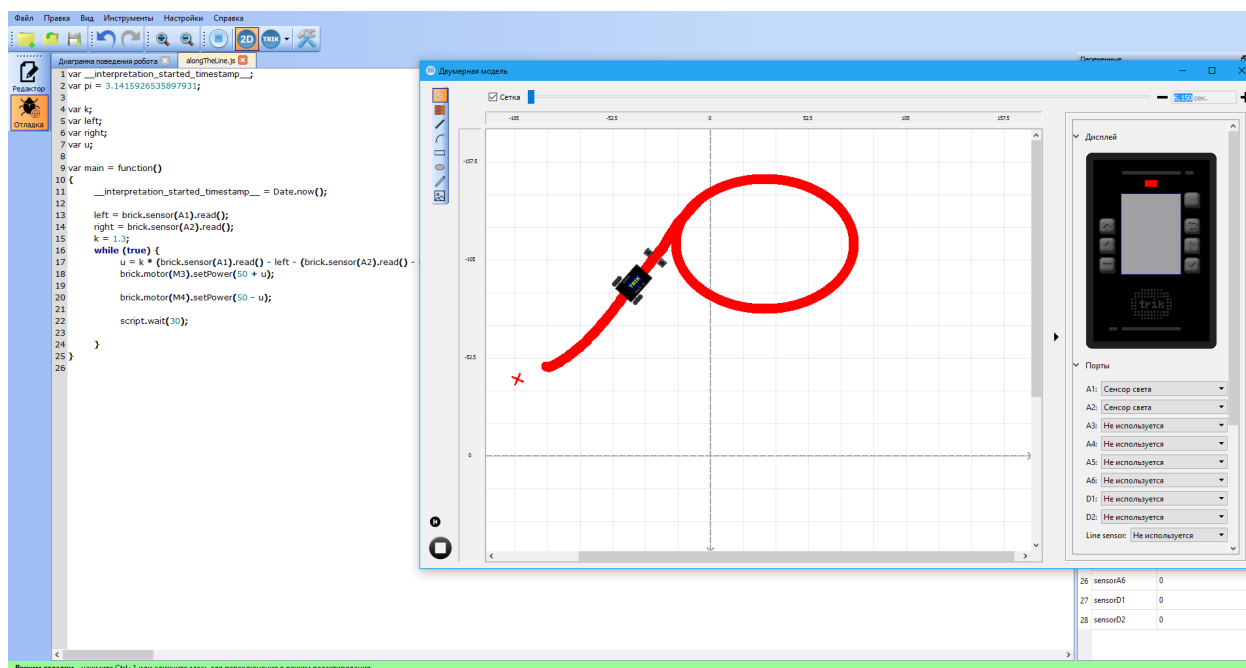 Файл Правка Вид Инструменты Настройки Справка
2D TRIK
Редактор
Отладка
Диаграмма поведения робота alongTheLine.js
1 var __interpretation_started_timestamp__;
2 var pi = 3.1415926535897931;
3
4 var k;
5 var left;
6 var right;
7 var u;
8
9 var main = function()
10 {
11 __interpretation_started_timestamp__ = Date.now();
12
13 left = brick.sensor(A1).read();
14 right = brick.sensor(A2).read();
15 k = 1.3;
16 while (true) {
17 u = k * (brick.sensor(A1).read() - left - (brick.sensor(A2).read() -
18 brick.motor(M3).setPower(50 + u);
19
20 brick.motor(M4).setPower(50 - u);
21
22 script.wait(30);
23
24 }
25 }
26
Переменные
2D Двумерная модель
Сетка
сек.
-105 -52.5 0 52.5 105 157.5
-157.5
-105
-52.5
0
TRIK
Дисплей
trik
Порты
A1: Сенсор света
A2: Сенсор света
A3: Не используется
A4: Не используется
A5: Не используется
A6: Не используется
D1: Не используется
D2: Не используется
Line sensor: Не используется
26 sensorA6 0
27 sensorD1 0
28 sensorD2 0